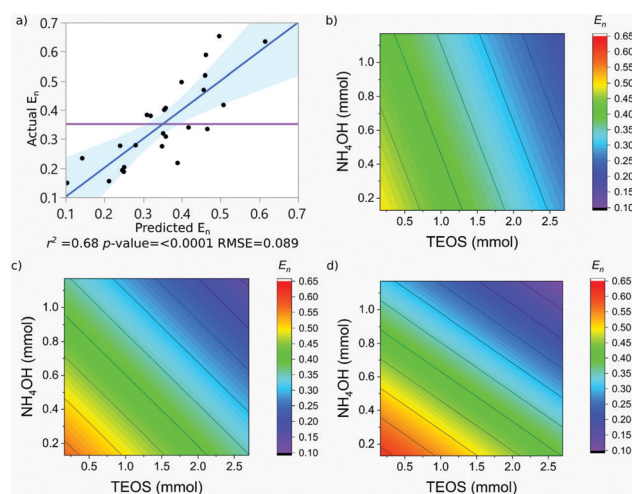 a)
Actual En
0.7
0.6
0.5
0.4
0.3
0.2
0.1
0.1 0.2 0.3 0.4 0.5 0.6 0.7
Predicted En
r² =0.68 p-value=<0.0001 RMSE=0.089
b)
NH4OH (mmol)
1.0
0.8
0.6
0.4
0.2
0.5 1.0 1.5 2.0 2.5
TEOS (mmol)
En
0.65
0.60
0.55
0.50
0.45
0.40
0.35
0.30
0.25
0.20
0.15
0.10
c)
NH4OH (mmol)
1.0
0.8
0.6
0.4
0.2
0.5 1.0 1.5 2.0 2.5
TEOS (mmol)
En
0.65
0.60
0.55
0.50
0.45
0.40
0.35
0.30
0.25
0.20
0.15
0.10
d)
NH4OH (mmol)
1.0
0.8
0.6
0.4
0.2
0.5 1.0 1.5 2.0 2.5
TEOS (mmol)
En
0.65
0.60
0.55
0.50
0.45
0.40
0.35
0.30
0.25
0.20
0.15
0.10